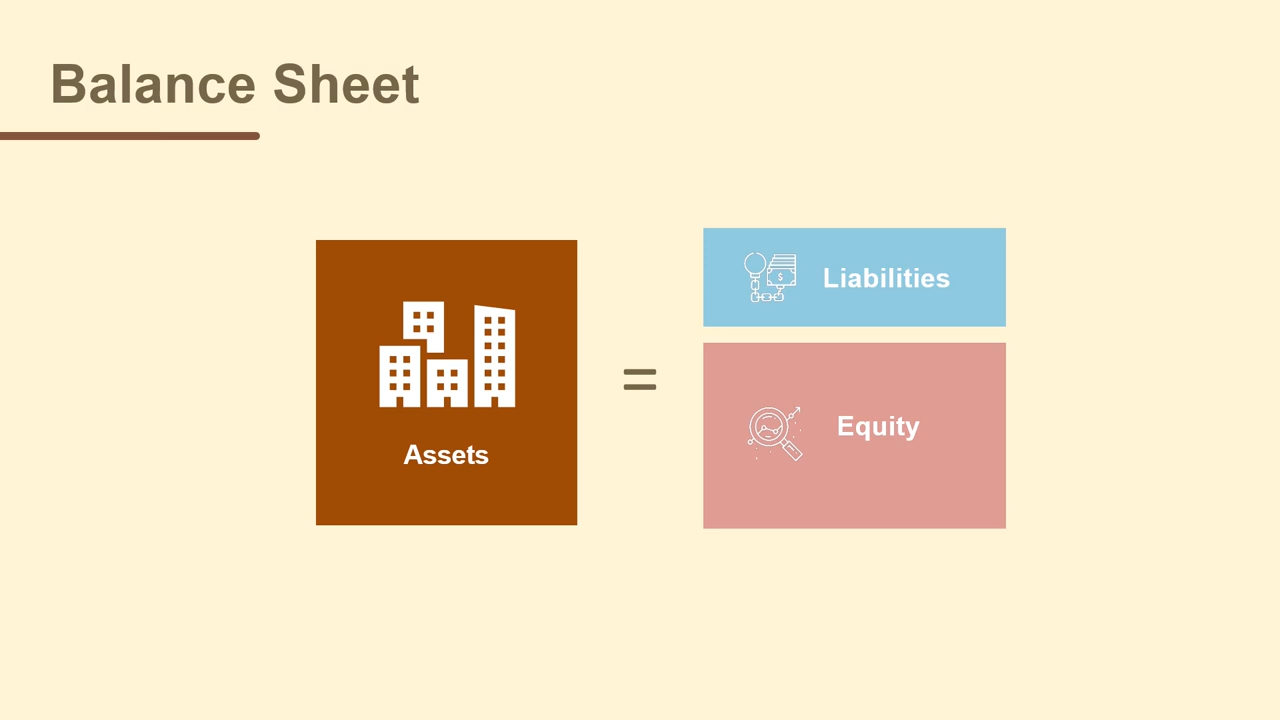 Balance Sheet
Assets
=
Liabilities
$
Equity